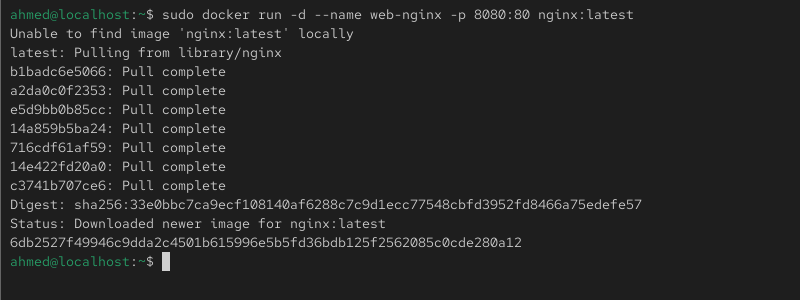 ahmed@localhost:~$ sudo docker run -d --name web-nginx -p 8080:80 nginx:latest
Unable to find image 'nginx:latest' locally
latest: Pulling from library/nginx
b1badc6e5066: Pull complete
a2da0c0f2353: Pull complete
e5d9bb0b85cc: Pull complete
14a859b5ba24: Pull complete
716cdf61af59: Pull complete
14e422fd20a0: Pull complete
c3741b707ce6: Pull complete
Digest: sha256:33e0bbc7ca9ecf108140af6288c7c9d1ecc77548cbfd3952fd8466a75edefe57
Status: Downloaded newer image for nginx:latest
6db2527f49946c9dda2c4501b615996e5b5fd36bdb125f2562085c0cde280a12
ahmed@localhost:~$